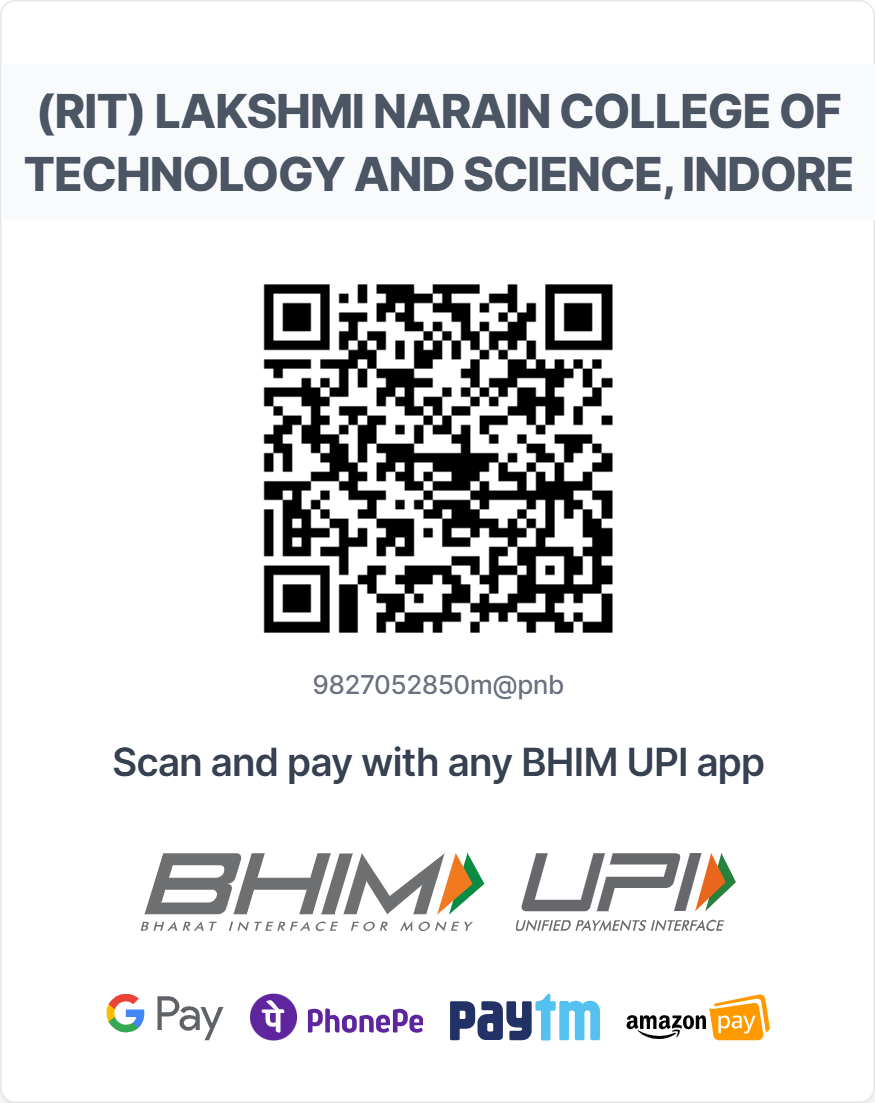 (RIT) LAKSHMI NARAIN COLLEGE OF
TECHNOLOGY AND SCIENCE, INDORE
9827052850m@pnb
Scan and pay with any BHIM UPI app
BHIM UPI
BHARAT INTERFACE FOR MONEY UNIFIED PAYMENTS INTERFACE
G Pay पे PhonePe paytm amazon pay